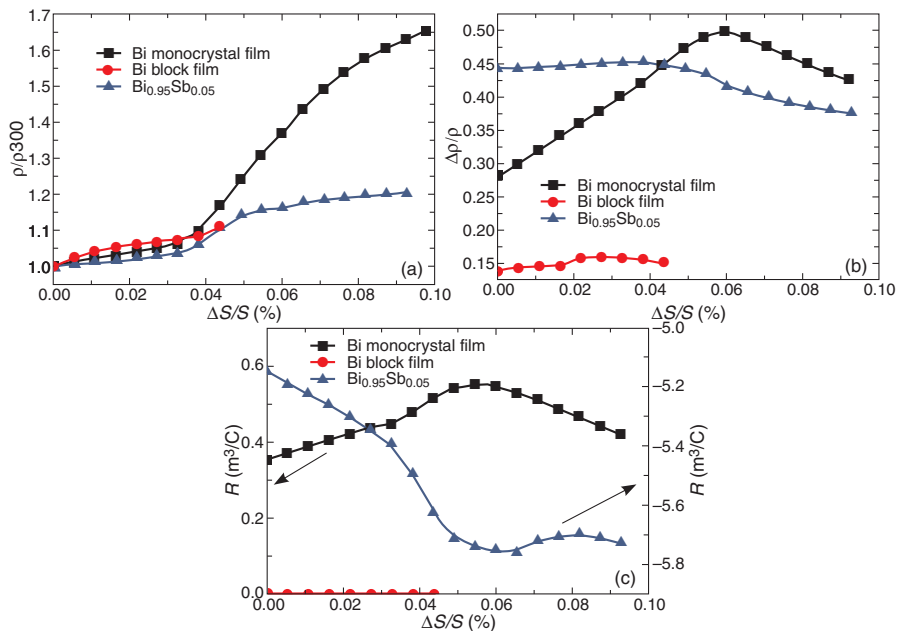 1.7
1.6
1.5
1.4
1.3
1.2
1.1
1.0
ρ/ρ300
Bi monocrystal film
Bi block film
Bi0.95Sb0.05
(a)
0.00 0.02 0.04 0.06 0.08 0.10
ΔS/S (%)
0.50
0.45
0.40
0.35
0.30
0.25
0.20
0.15
Δρ/ρ
Bi monocrystal film
Bi block film
Bi0.95Sb0.05
(b)
0.00 0.02 0.04 0.06 0.08 0.10
ΔS/S (%)
0.6
0.4
0.2
0.0
R (m³/C)
Bi monocrystal film
Bi block film
Bi0.95Sb0.05
−5.0
−5.2
−5.4
−5.6
−5.8
R (m³/C)
(c)
0.00 0.02 0.04 0.06 0.08 0.10
ΔS/S (%)